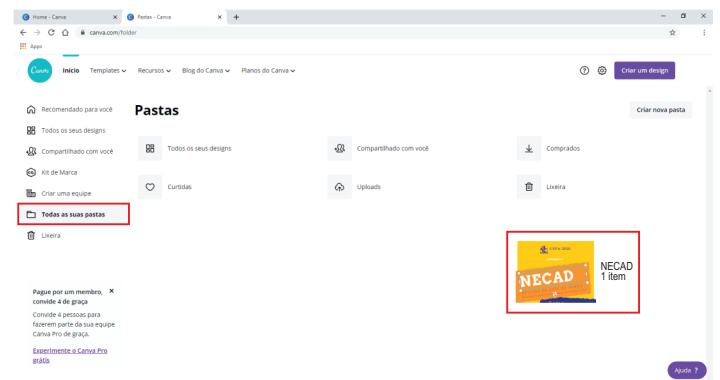 Home - Canva
Pastas - Canva
canva.com/folder
Apps
Canva
Início
Templates
Recursos
Blog do Canva
Planos do Canva
Criar um design
Recomendado para você
Todos os seus designs
Compartilhado com você
Kit de Marca
Criar uma equipe
Todas as suas pastas
Lixeira
Pastas
Criar nova pasta
Todos os seus designs
Compartilhado com você
Comprados
Curtidas
Uploads
Lixeira
NECAD
NECAD
1 item
Pague por um membro,
convide 4 de graça
Convide 4 pessoas para
fazerem parte da sua equipe
Canva Pro de graça.
Experimente o Canva Pro
grátis
Ajuda ?